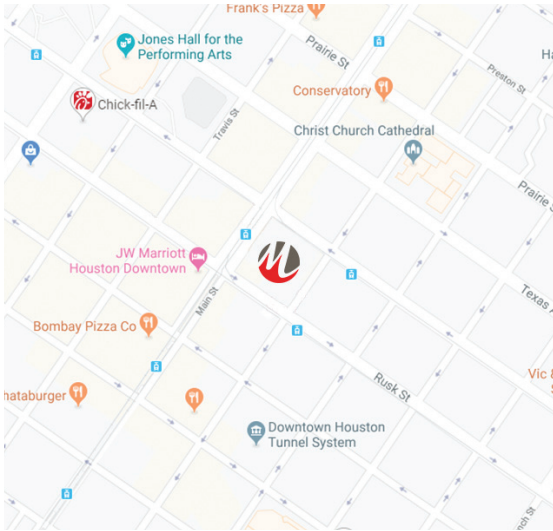 Frank's Pizza
Jones Hall for the
Performing Arts
Prairie St
Conservatory
Preston St
Chick-fil-A
Travis St
Christ Church Cathedral
Prairie S
JW Marriott
Houston Downtown
M
Texas A
Main St
Bombay Pizza Co
Vic &
hataburger
Rusk St
Downtown Houston
Tunnel System